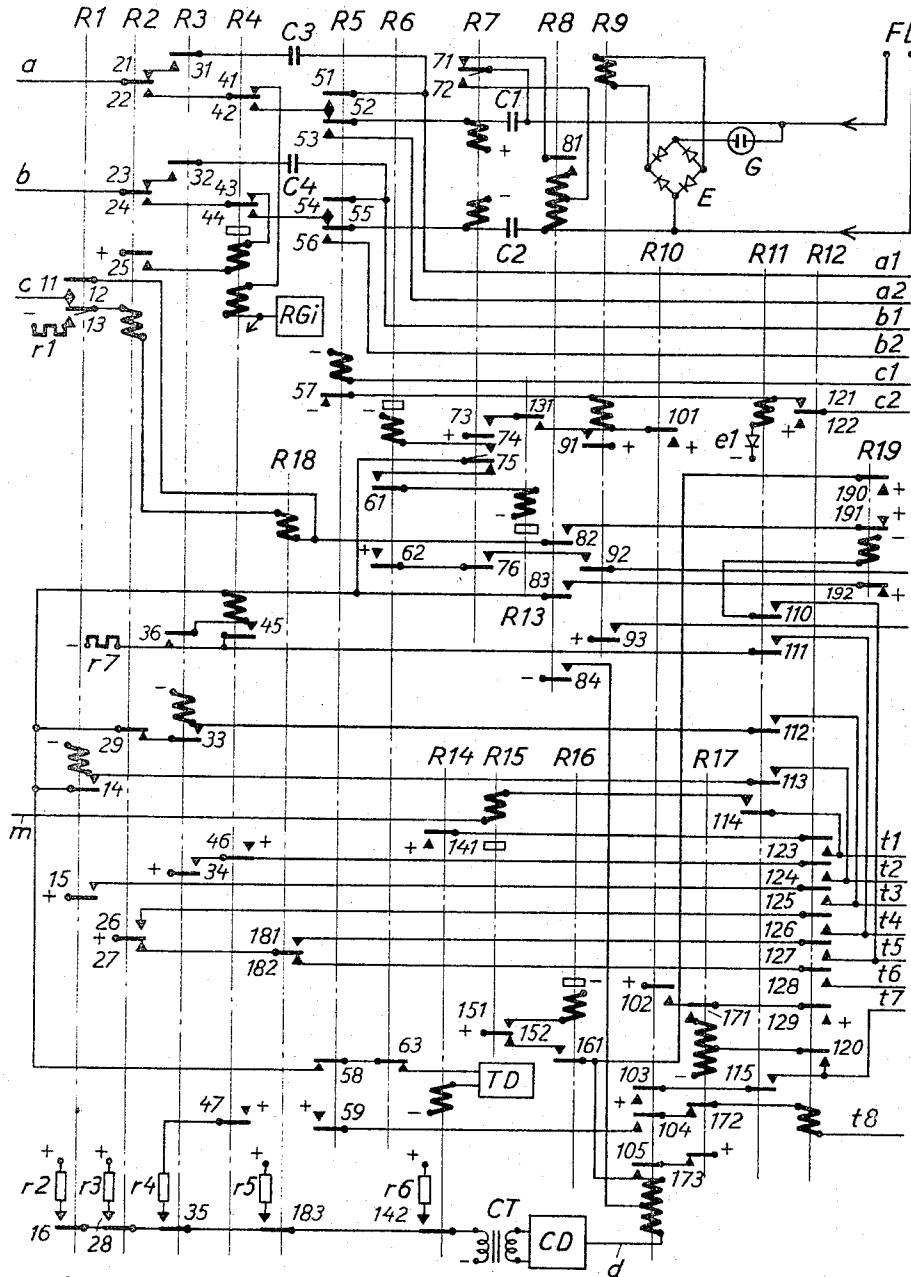 R1 R2 R3 R4 R5 R6 R7 R8 R9
C3 FL
21 31 41 51 71
a
22 42 52 72 C1
53 + 81 G
b 23 32 43 C4 54 - E
24 44 55
56 C2 R10 R11 R12
+ 25 a1
c 11 12 a2
- 13 RGi b1
r1 b2
- c1
57 - - 131 101 121 c2
73 + 74 91 + + e1 + 122
R18 75 - R19
61 190 +
- 191 +
82 -
+ 62 76 92
83 192 +
R13 110
36 45 + 93 111
- r7 - 84
-
29 33 112
- R14 R15 R16 R17 113
14
m 114
+ 141 123 t1
46 + 124 t2
15 + + 34 125 t3
26 126 t4
+ 27 181 127 t5
182 + 102 - 128 t6
151 171 129 t7
+ 152 + 120
63 161 -
58 TD 103 115
47 + + 59 - + 104 172 t8
105 173 +
+ + + +
r2 r3 r4 r5 r6
16 28 35 183 142 CT CD
- - d